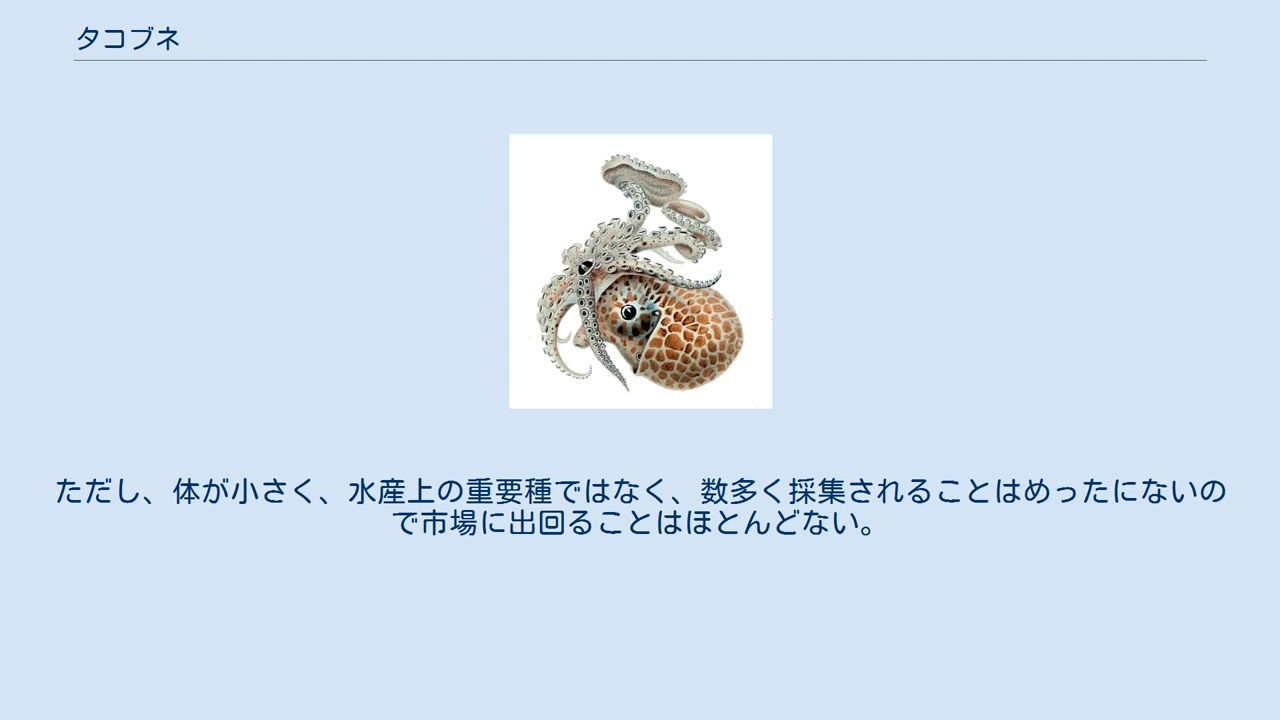 タコブネ
ただし、体が小さく、水産上の重要種ではなく、数多く採集されることはめったにないの
で市場に出回ることはほとんどない。